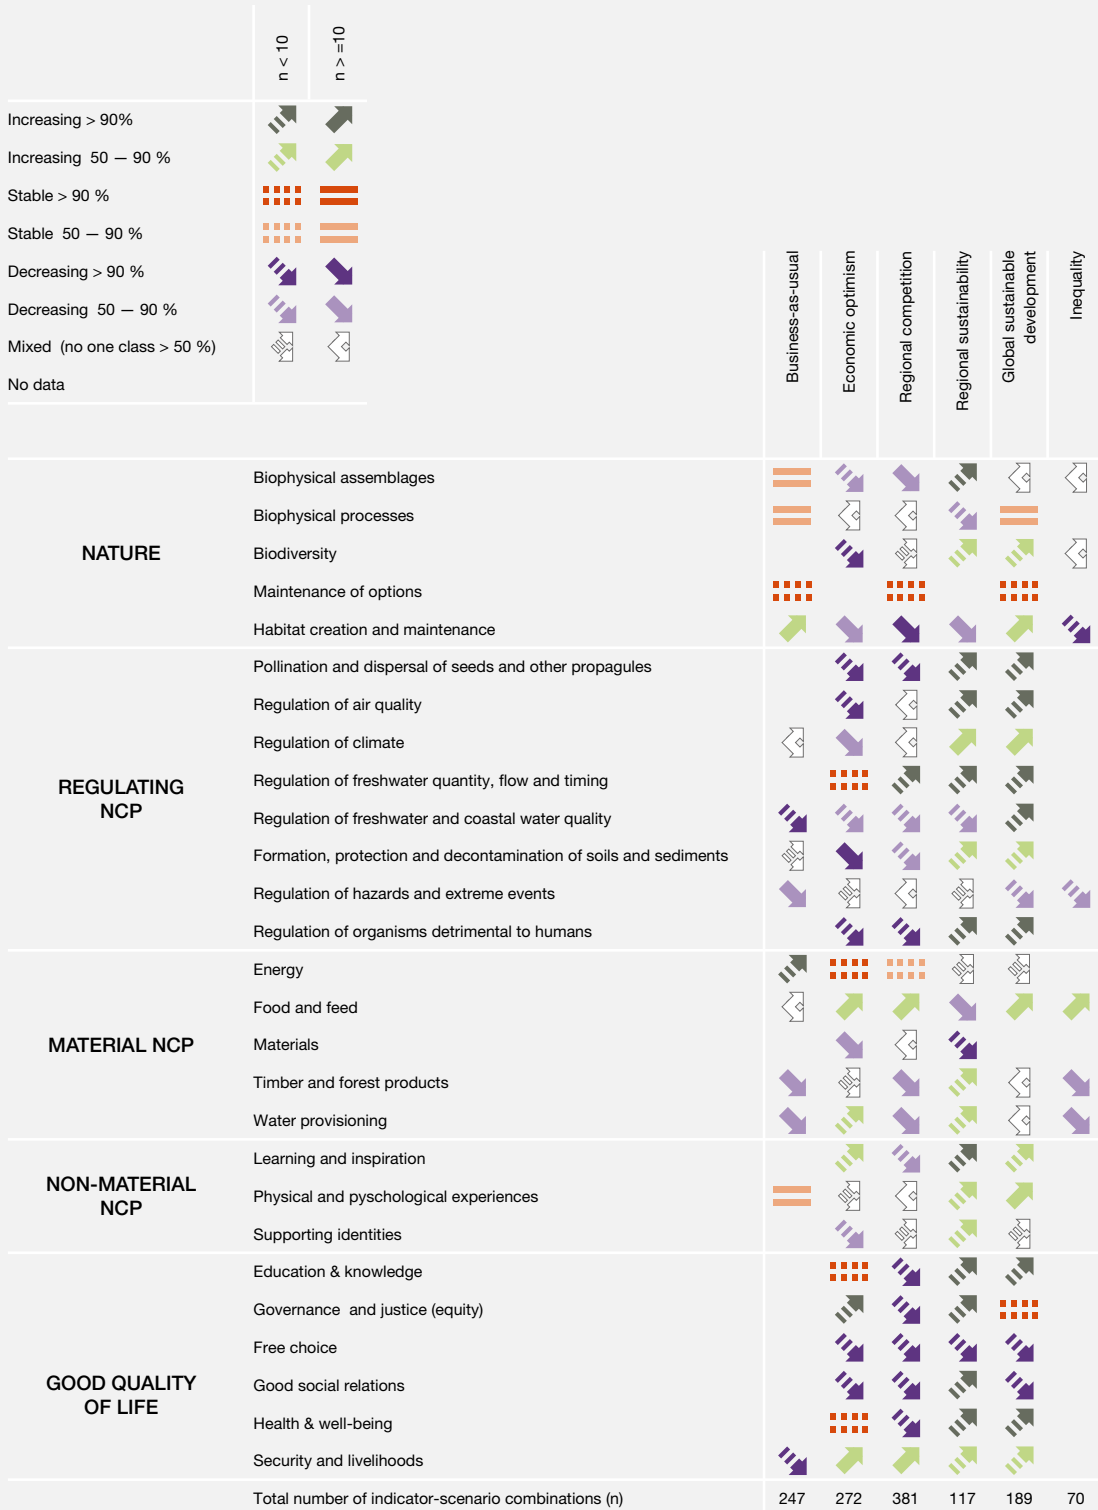 n < 10
n > =10
Increasing > 90%
Increasing 50 — 90 %
Stable > 90 %
Stable 50 — 90 %
Decreasing > 90 %
Decreasing 50 — 90 %
Mixed (no one class > 50 %)
No data
Business-as-usual
Economic optimism
Regional competition
Regional sustainability
Global sustainable
development
Inequality
NATURE
Biophysical assemblages
Biophysical processes
Biodiversity
Maintenance of options
Habitat creation and maintenance
REGULATING
NCP
Pollination and dispersal of seeds and other propagules
Regulation of air quality
Regulation of climate
Regulation of freshwater quantity, flow and timing
Regulation of freshwater and coastal water quality
Formation, protection and decontamination of soils and sediments
Regulation of hazards and extreme events
Regulation of organisms detrimental to humans
MATERIAL NCP
Energy
Food and feed
Materials
Timber and forest products
Water provisioning
NON-MATERIAL
NCP
Learning and inspiration
Physical and pyschological experiences
Supporting identities
GOOD QUALITY
OF LIFE
Education & knowledge
Governance and justice (equity)
Free choice
Good social relations
Health & well-being
Security and livelihoods
Total number of indicator-scenario combinations (n) 247 272 381 117 189 70